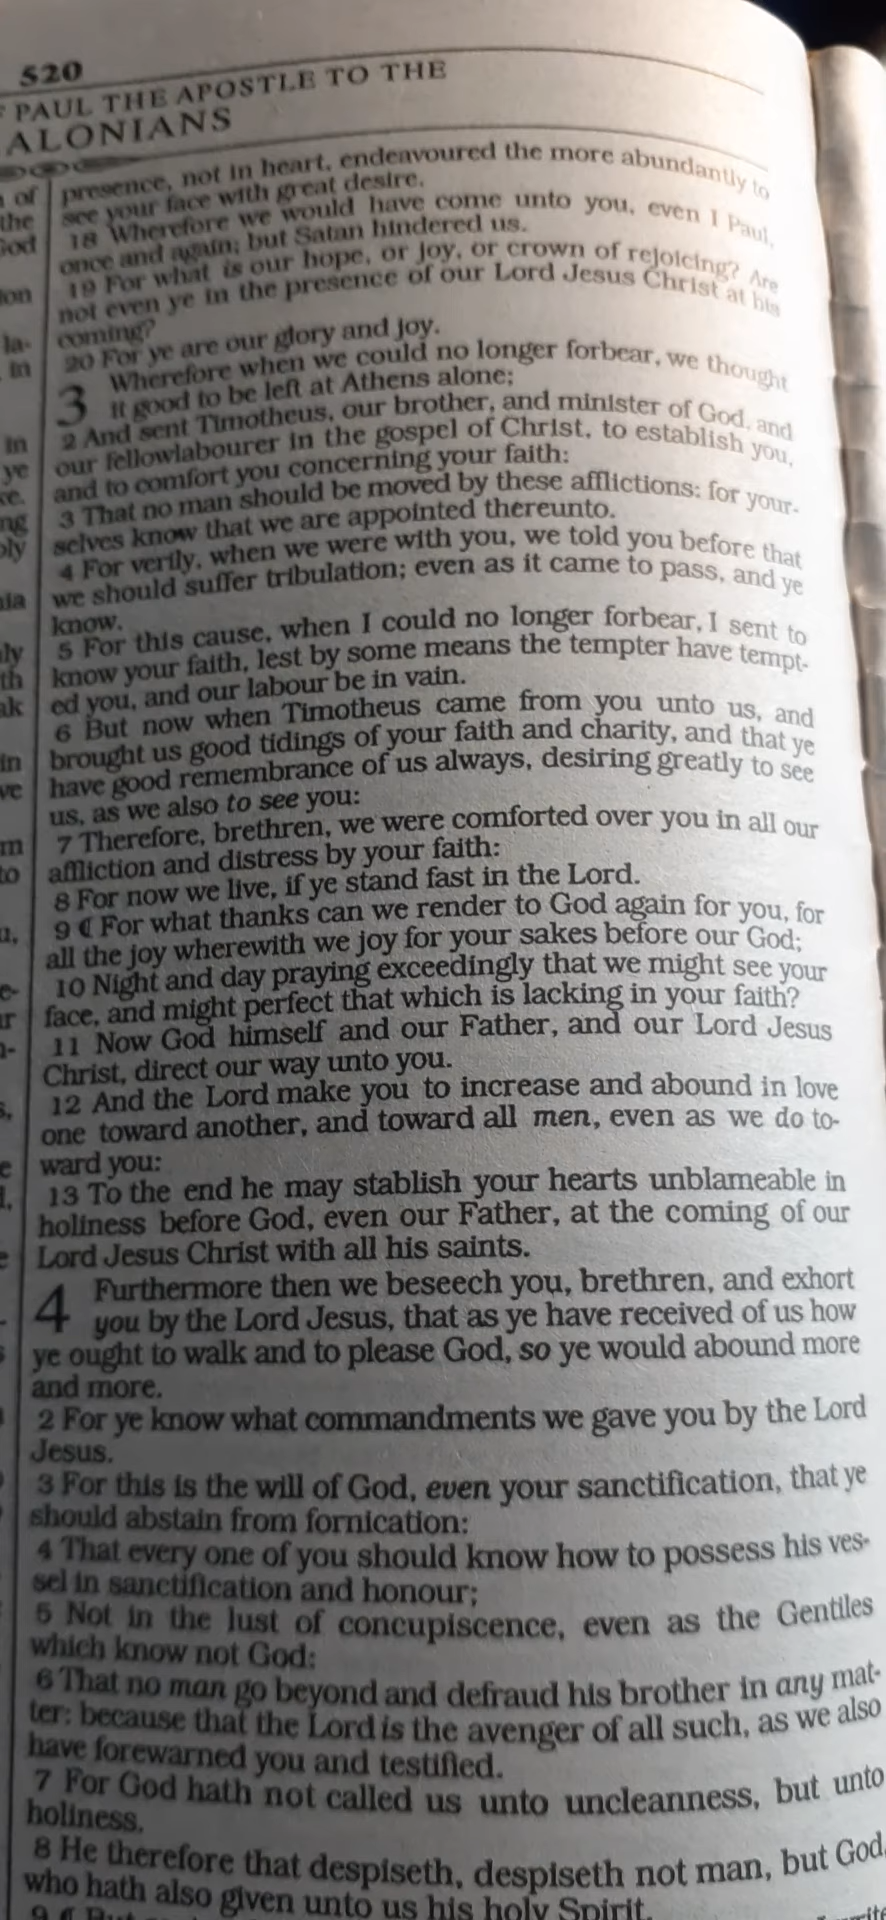 520
PAUL THE APOSTLE TO THE
ALONIANS
of
the
God
ion
la-
in
in
ye
ng
nia
ly
th
ak
in
ve
m
to
u,
e-
ur
n-
s,
e
presence, not in heart, endeavoured the more abundantly to
see your face with great desire.
18 Wherefore we would have come unto you, even I Paul,
once and again; but Satan hindered us.
19 For what is our hope, or joy, or crown of rejoicing? Are
not even ye in the presence of our Lord Jesus Christ at his
coming?
20 For ye are our glory and joy.
3 Wherefore when we could no longer forbear, we thought
it good to be left at Athens alone;
2 And sent Timotheus, our brother, and minister of God, and
our fellowlabourer in the gospel of Christ, to establish you,
and to comfort you concerning your faith:
3 That no man should be moved by these afflictions: for your-
selves know that we are appointed thereunto.
4 For verily, when we were with you, we told you before that
we should suffer tribulation; even as it came to pass, and ye
know.
5 For this cause, when I could no longer forbear, I sent to
know your faith, lest by some means the tempter have tempt-
ed you, and our labour be in vain.
6 But now when Timotheus came from you unto us, and
brought us good tidings of your faith and charity, and that ye
have good remembrance of us always, desiring greatly to see
us, as we also to see you:
7 Therefore, brethren, we were comforted over you in all our
affliction and distress by your faith:
8 For now we live, if ye stand fast in the Lord.
9 ¶ For what thanks can we render to God again for you, for
all the joy wherewith we joy for your sakes before our God;
10 Night and day praying exceedingly that we might see your
face, and might perfect that which is lacking in your faith?
11 Now God himself and our Father, and our Lord Jesus
Christ, direct our way unto you.
12 And the Lord make you to increase and abound in love
one toward another, and toward all men, even as we do to-
ward you:
13 To the end he may stablish your hearts unblameable in
holiness before God, even our Father, at the coming of our
Lord Jesus Christ with all his saints.
4 Furthermore then we beseech you, brethren, and exhort
you by the Lord Jesus, that as ye have received of us how
ye ought to walk and to please God, so ye would abound more
and more.
2 For ye know what commandments we gave you by the Lord
Jesus.
3 For this is the will of God, even your sanctification, that ye
should abstain from fornication:
4 That every one of you should know how to possess his ves-
sel in sanctification and honour;
5 Not in the lust of concupiscence, even as the Gentiles
which know not God:
6 That no man go beyond and defraud his brother in any mat-
ter: because that the Lord is the avenger of all such, as we also
have forewarned you and testified.
7 For God hath not called us unto uncleanness, but unto
holiness.
8 He therefore that despiseth, despiseth not man, but God,
who hath also given unto us his holy Spirit.